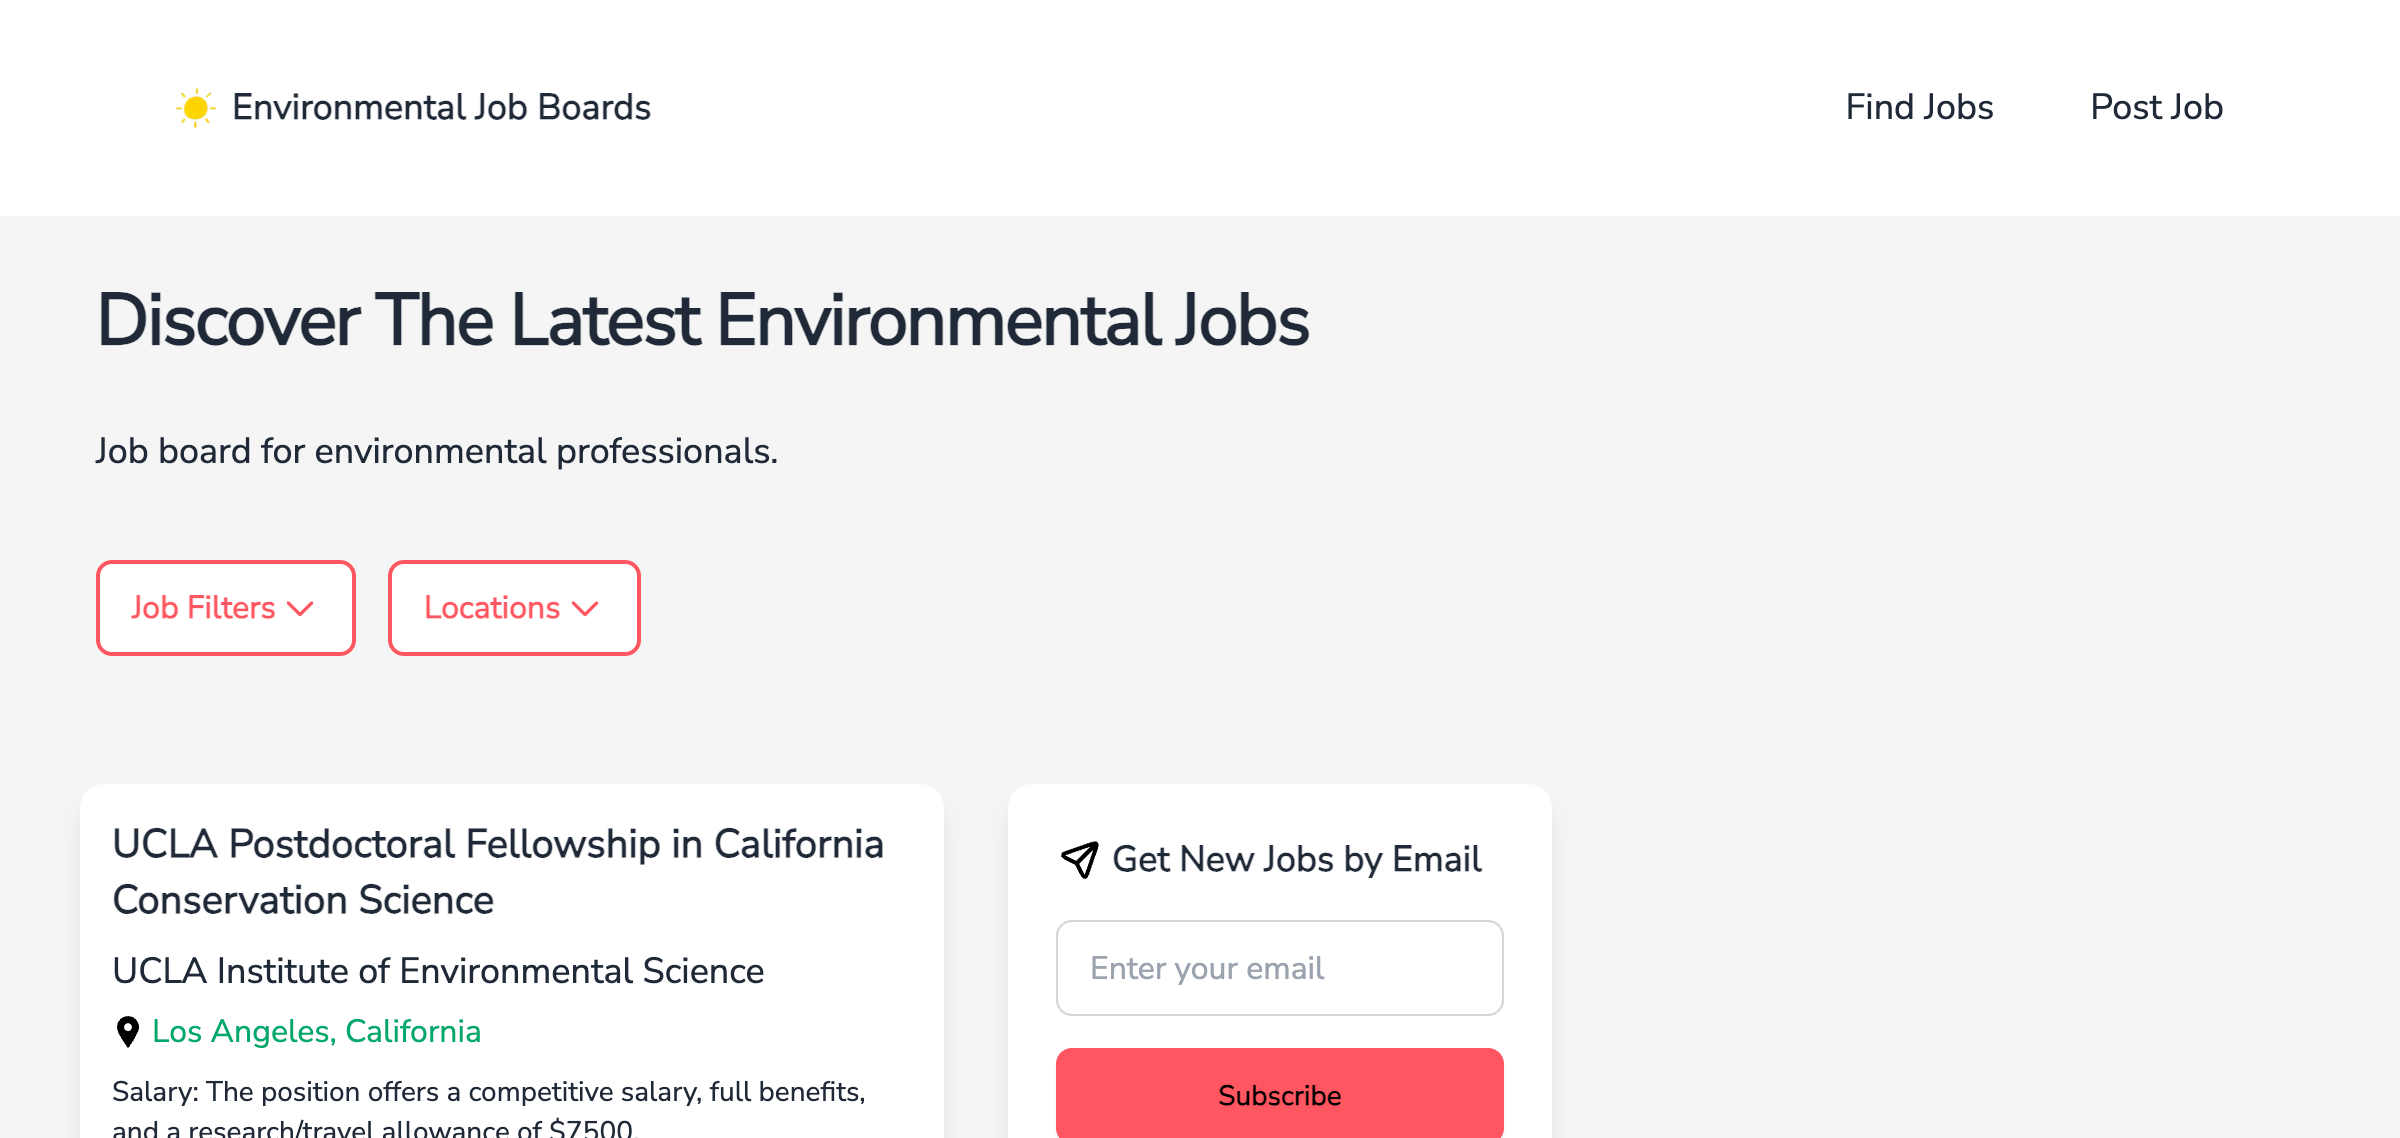 Environmental Job Boards
Find Jobs
Post Job
Discover The Latest Environmental Jobs
Job board for environmental professionals.
Job Filters
Locations
UCLA Postdoctoral Fellowship in California
Conservation Science
UCLA Institute of Environmental Science
Los Angeles, California
Salary: The position offers a competitive salary, full benefits,
and a research/travel allowance of $7500.
Get New Jobs by Email
Enter your email
Subscribe